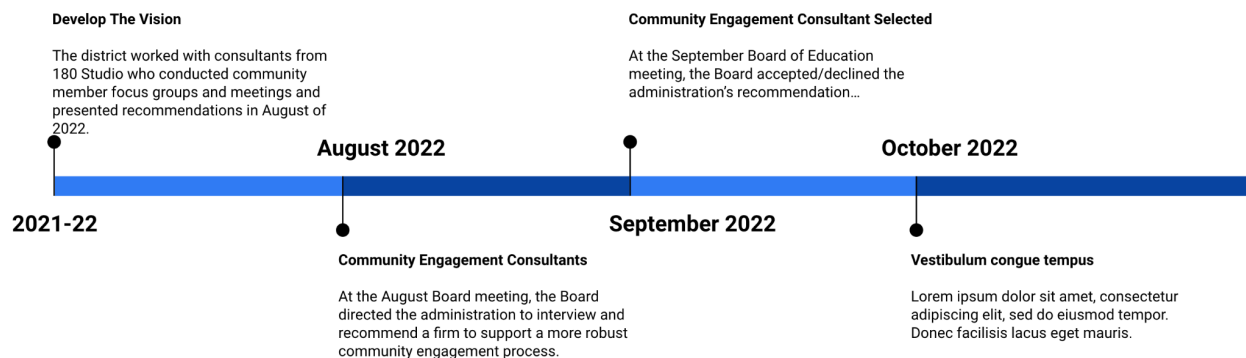 Develop The Vision
The district worked with consultants from
180 Studio who conducted community
member focus groups and meetings and
presented recommendations in August of
2022.
2021-22
August 2022
Community Engagement Consultants
At the August Board meeting, the Board
directed the administration to interview and
recommend a firm to support a more robust
community engagement process.
Community Engagement Consultant Selected
At the September Board of Education
meeting, the Board accepted/declined the
administration’s recommendation…
September 2022
October 2022
Vestibulum congue tempus
Lorem ipsum dolor sit amet, consectetur
adipiscing elit, sed do eiusmod tempor.
Donec facilisis lacus eget mauris.